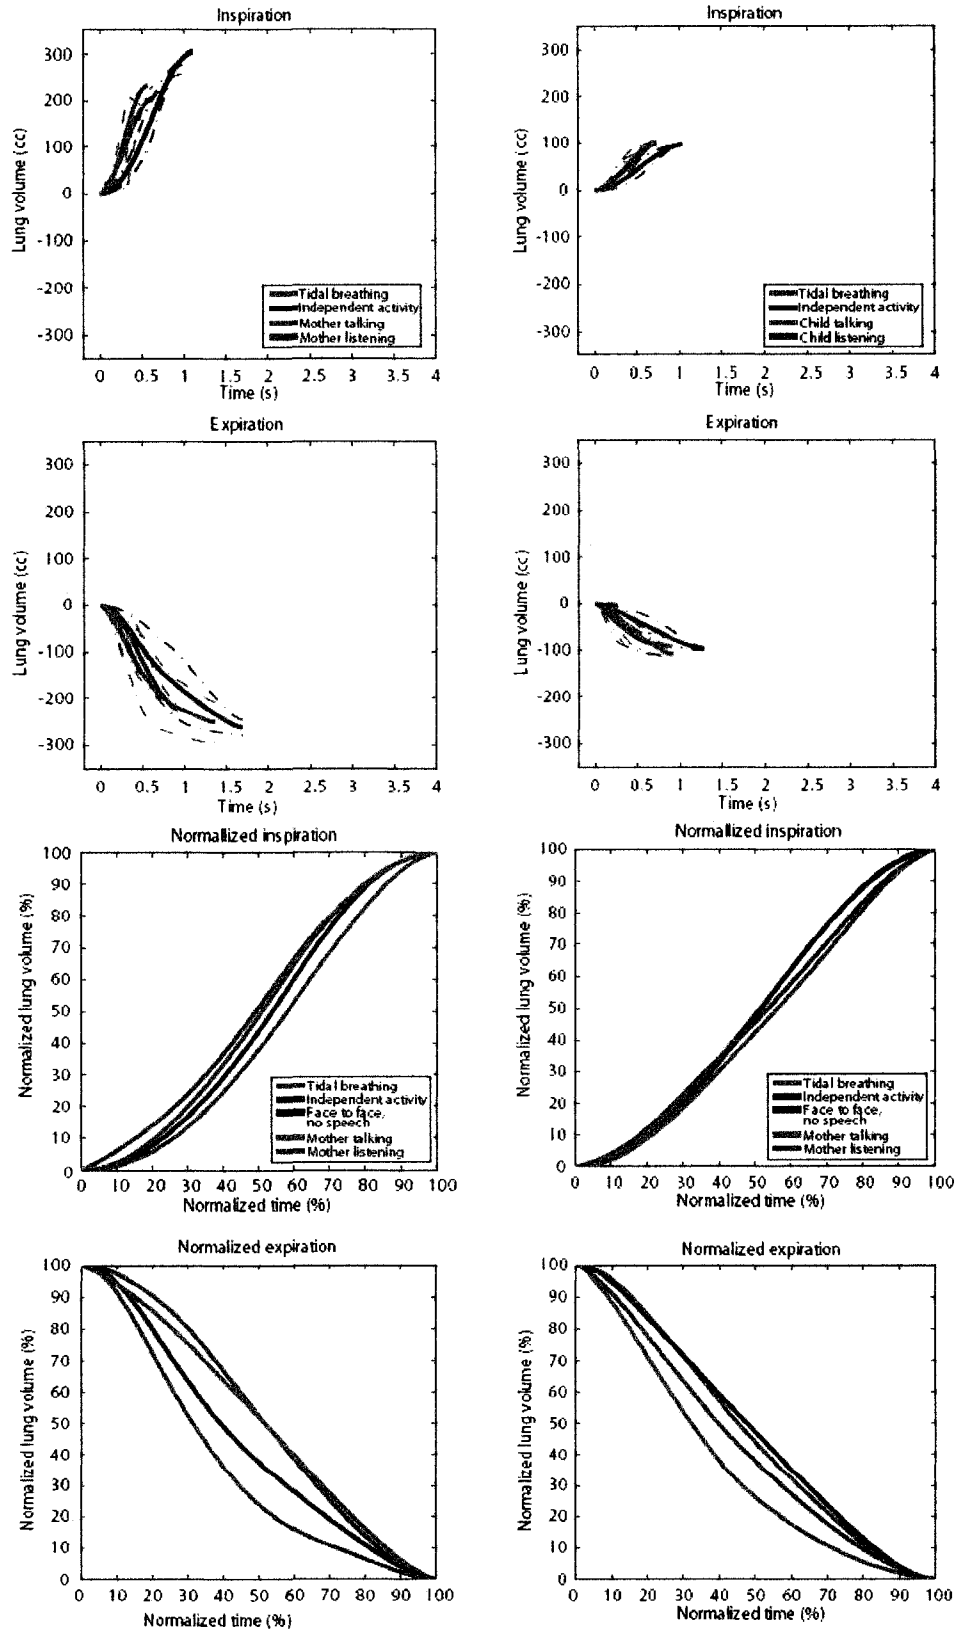 Inspiration
300
200
100
0
-100
-200
-300
Lung volume (cc)
Tidal breathing
Independent activity
Mother talking
Mother listening
0 0.5 1 1.5 2 2.5 3 3.5 4
Time (s)
Inspiration
300
200
100
0
-100
-200
-300
Lung volume (cc)
Tidal breathing
Independent activity
Child talking
Child listening
0 0.5 1 1.5 2 2.5 3 3.5 4
Time (s)
Expiration
300
200
100
0
-100
-200
-300
Lung volume (cc)
0 0.5 1 1.5 2 2.5 3 3.5 4
Time (s)
Expiration
300
200
100
0
-100
-200
-300
Lung volume (cc)
0 0.5 1 1.5 2 2.5 3 3.5 4
Time (s)
Normallized inspiration
100
90
80
70
60
50
40
30
20
10
0
Normalized lung volume (%)
Tidal breathing
Independent activity
Face to face,
no speech
Mother talking
Mother listening
0 10 20 30 40 50 60 70 80 90 100
Normalized time (%)
Normallized inspiration
100
90
80
70
60
50
40
30
20
10
0
Normalized lung volume (%)
Tidal breathing
Independent activity
Face to face,
no speech
Mother talking
Mother listening
0 10 20 30 40 50 60 70 80 90 100
Normalized time (%)
Normalized expiration
100
90
80
70
60
50
40
30
20
10
0
Normalized lung volume (%)
0 10 20 30 40 50 60 70 80 90 100
Normalized time (%)
Normalized expiration
100
90
80
70
60
50
40
30
20
10
0
Normalized lung volume (%)
0 10 20 30 40 50 60 70 80 90 100
Normalized time (%)